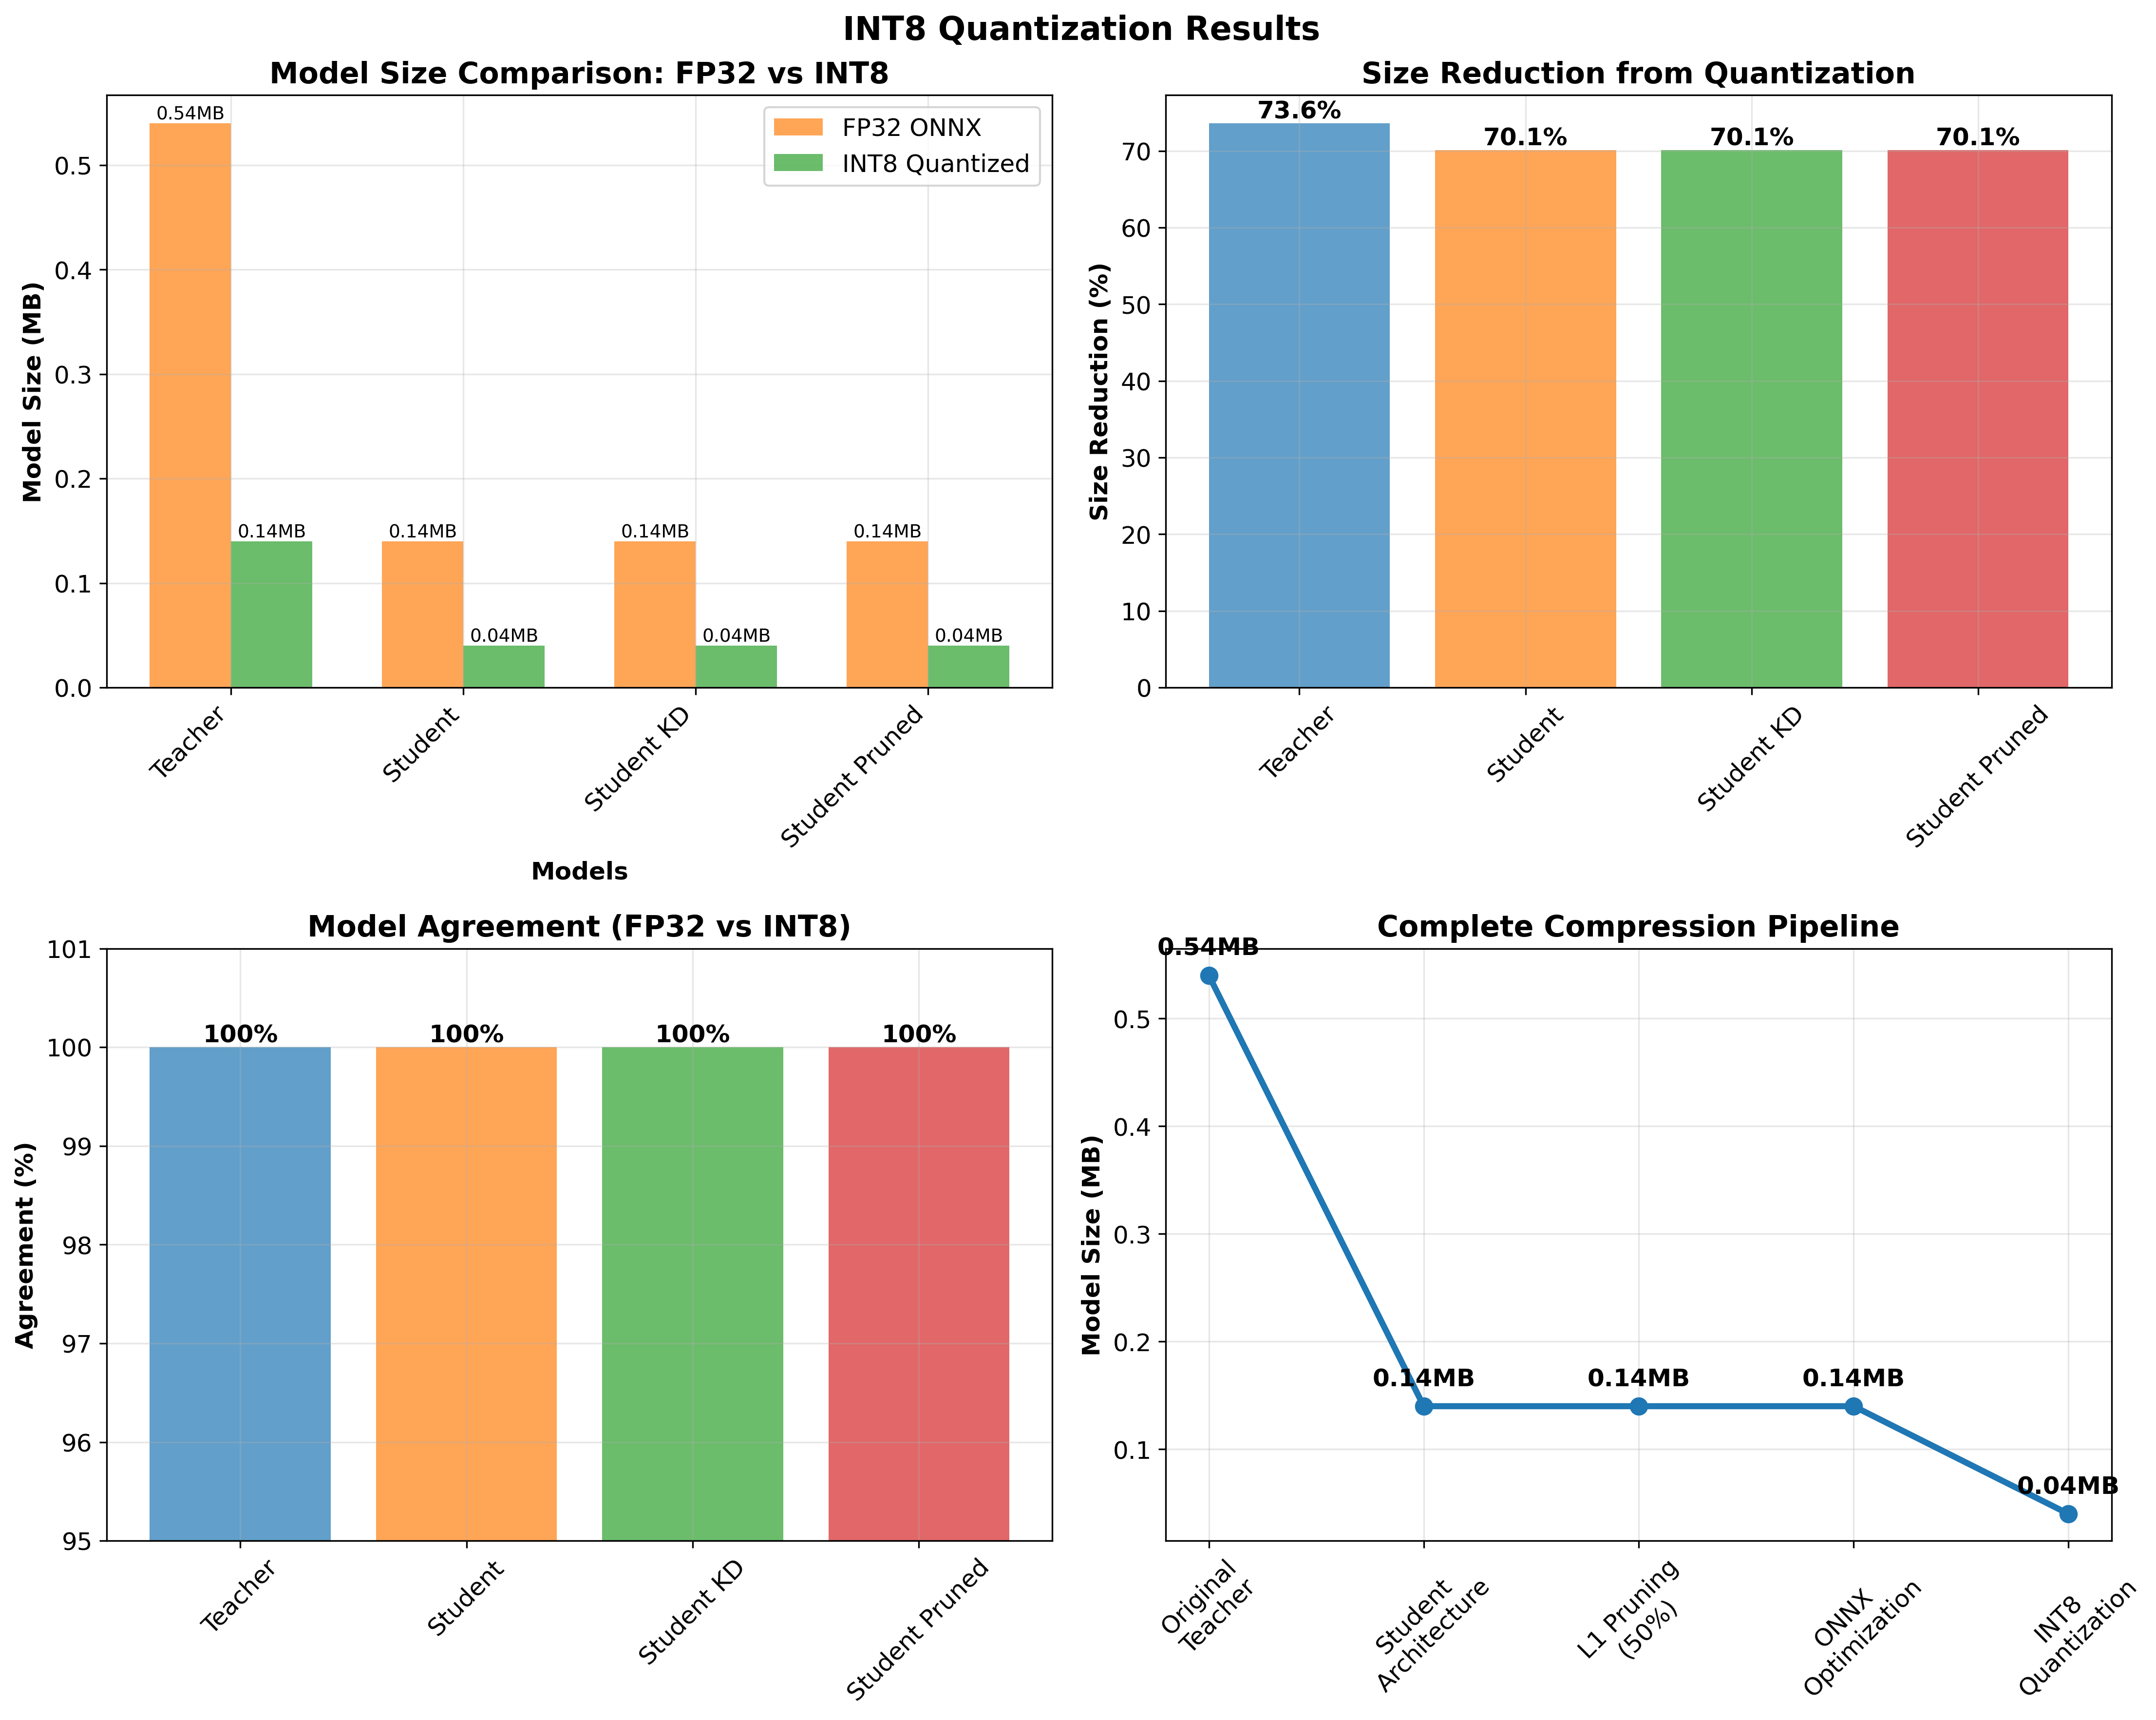 INT8 Quantization Results
Model Size Comparison: FP32 vs INT8
Model Size (MB)
0.5
0.4
0.3
0.2
0.1
0.0
0.54MB
0.14MB
0.14MB
0.04MB
0.14MB
0.04MB
0.14MB
0.04MB
FP32 ONNX
INT8 Quantized
Teacher
Student
Student KD
Student Pruned
Models
Size Reduction from Quantization
Size Reduction (%)
70
60
50
40
30
20
10
0
73.6%
70.1%
70.1%
70.1%
Teacher
Student
Student KD
Student Pruned
Model Agreement (FP32 vs INT8)
Agreement (%)
101
100
99
98
97
96
95
100%
100%
100%
100%
Teacher
Student
Student KD
Student Pruned
Complete Compression Pipeline
Model Size (MB)
0.5
0.4
0.3
0.2
0.1
0.54MB
0.14MB
0.14MB
0.14MB
0.04MB
Original
Teacher
Student
Architecture
L1 Pruning
(50%)
ONNX
Optimization
INT8
Quantization